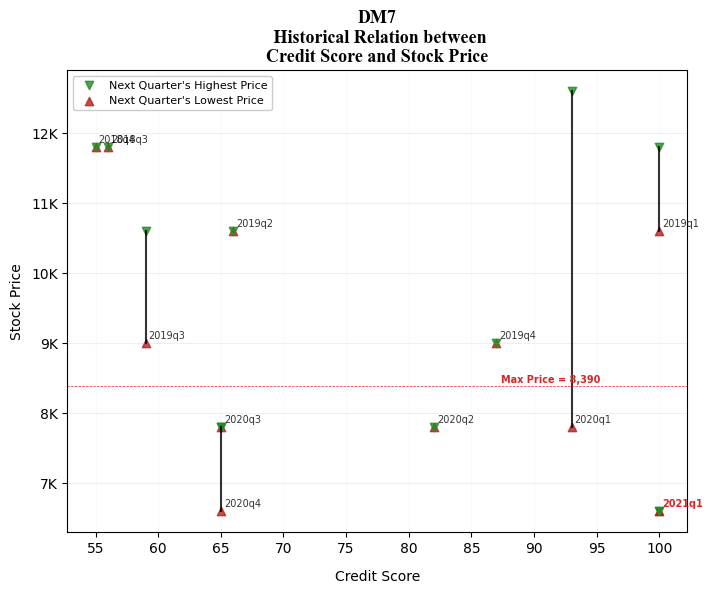 DM7
Historical Relation between
Credit Score and Stock Price
Next Quarter's Highest Price
Next Quarter's Lowest Price
2018q3
2019q2
2019q1
2019q3
2019q4
Max Price = 8,390
2020q3
2020q2
2020q1
2020q4
2021q1
12K
11K
10K
9K
8K
7K
Stock Price
55 60 65 70 75 80 85 90 95 100
Credit Score